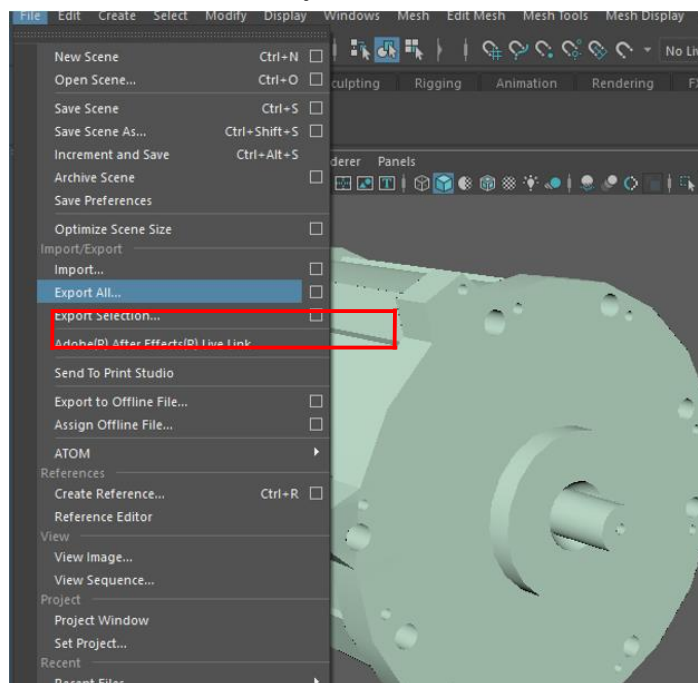 File Edit Create Select Modify Display Windows Mesh Edit Mesh Mesh Tools Mesh Display
New Scene Ctrl+N
Open Scene... Ctrl+O
No Li
culpting Rigging Animation Rendering F
Save Scene Ctrl+S
Save Scene As... Ctrl+Shift+S
Increment and Save Ctrl+Alt+S
derer Panels
Archive Scene
Save Preferences
Optimize Scene Size
Import/Export
Import...
Export All...
Export Selection...
Adobe(R) After Effects(R) Live Link
Send To Print Studio
Export to Offline File...
Assign Offline File...
ATOM
References
Create Reference... Ctrl+R
Reference Editor
View
View Image...
View Sequence...
Project
Project Window
Set Project...
Recent
Recent Files